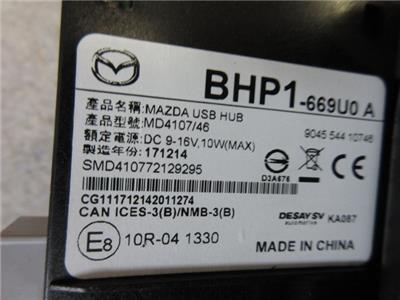 BHP1-669U0 A
產品名稱:MAZDA USB HUB
產品型號:MD4107/46
9045 544 10746
額定電源:DC 9-16V,10W(MAX)
製造年份:171214
SMD410772129295
D3A676
CG111712142011274
CAN ICES-3(B)/NMB-3(B)
DESAY SV
automotive
KA087
E8 10R-04 1330
MADE IN CHINA